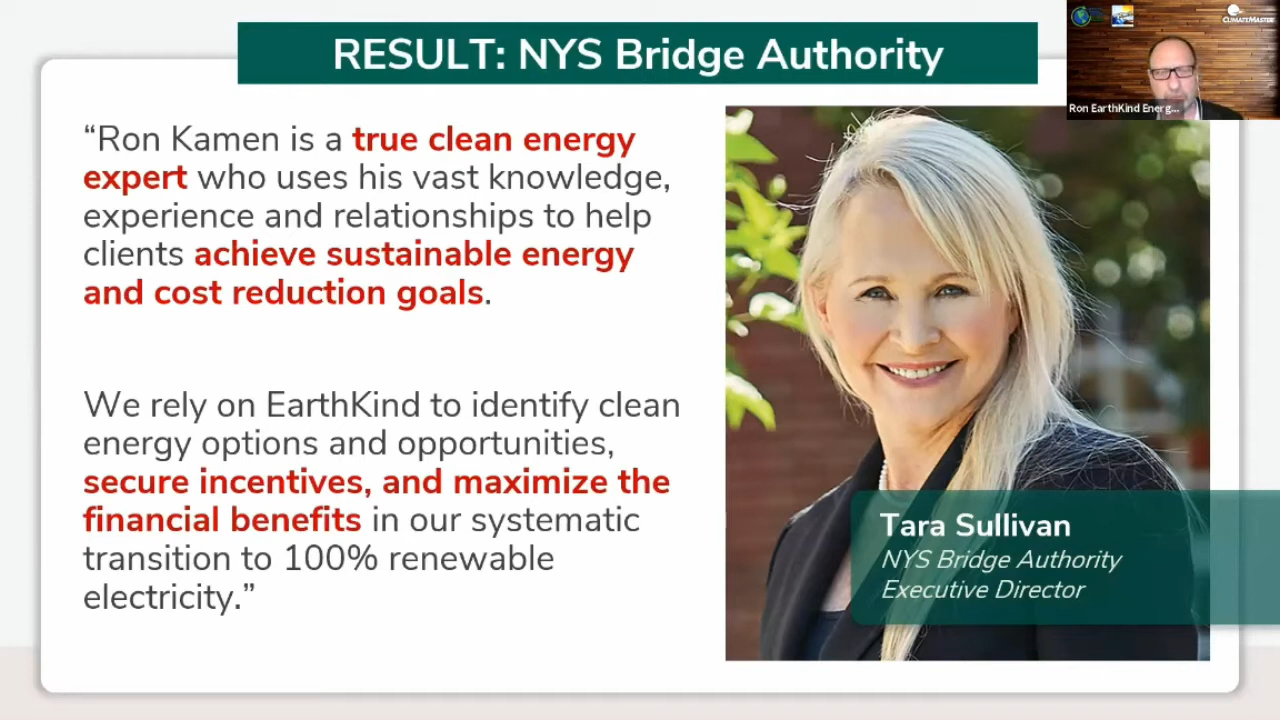 RESULT: NYS Bridge Authority
CLIMATEMASTER
Ron EarthKind Energ...
“Ron Kamen is a true clean energy
expert who uses his vast knowledge,
experience and relationships to help
clients achieve sustainable energy
and cost reduction goals.
We rely on EarthKind to identify clean
energy options and opportunities,
secure incentives, and maximize the
financial benefits in our systematic
transition to 100% renewable
electricity.”
Tara Sullivan
NYS Bridge Authority
Executive Director